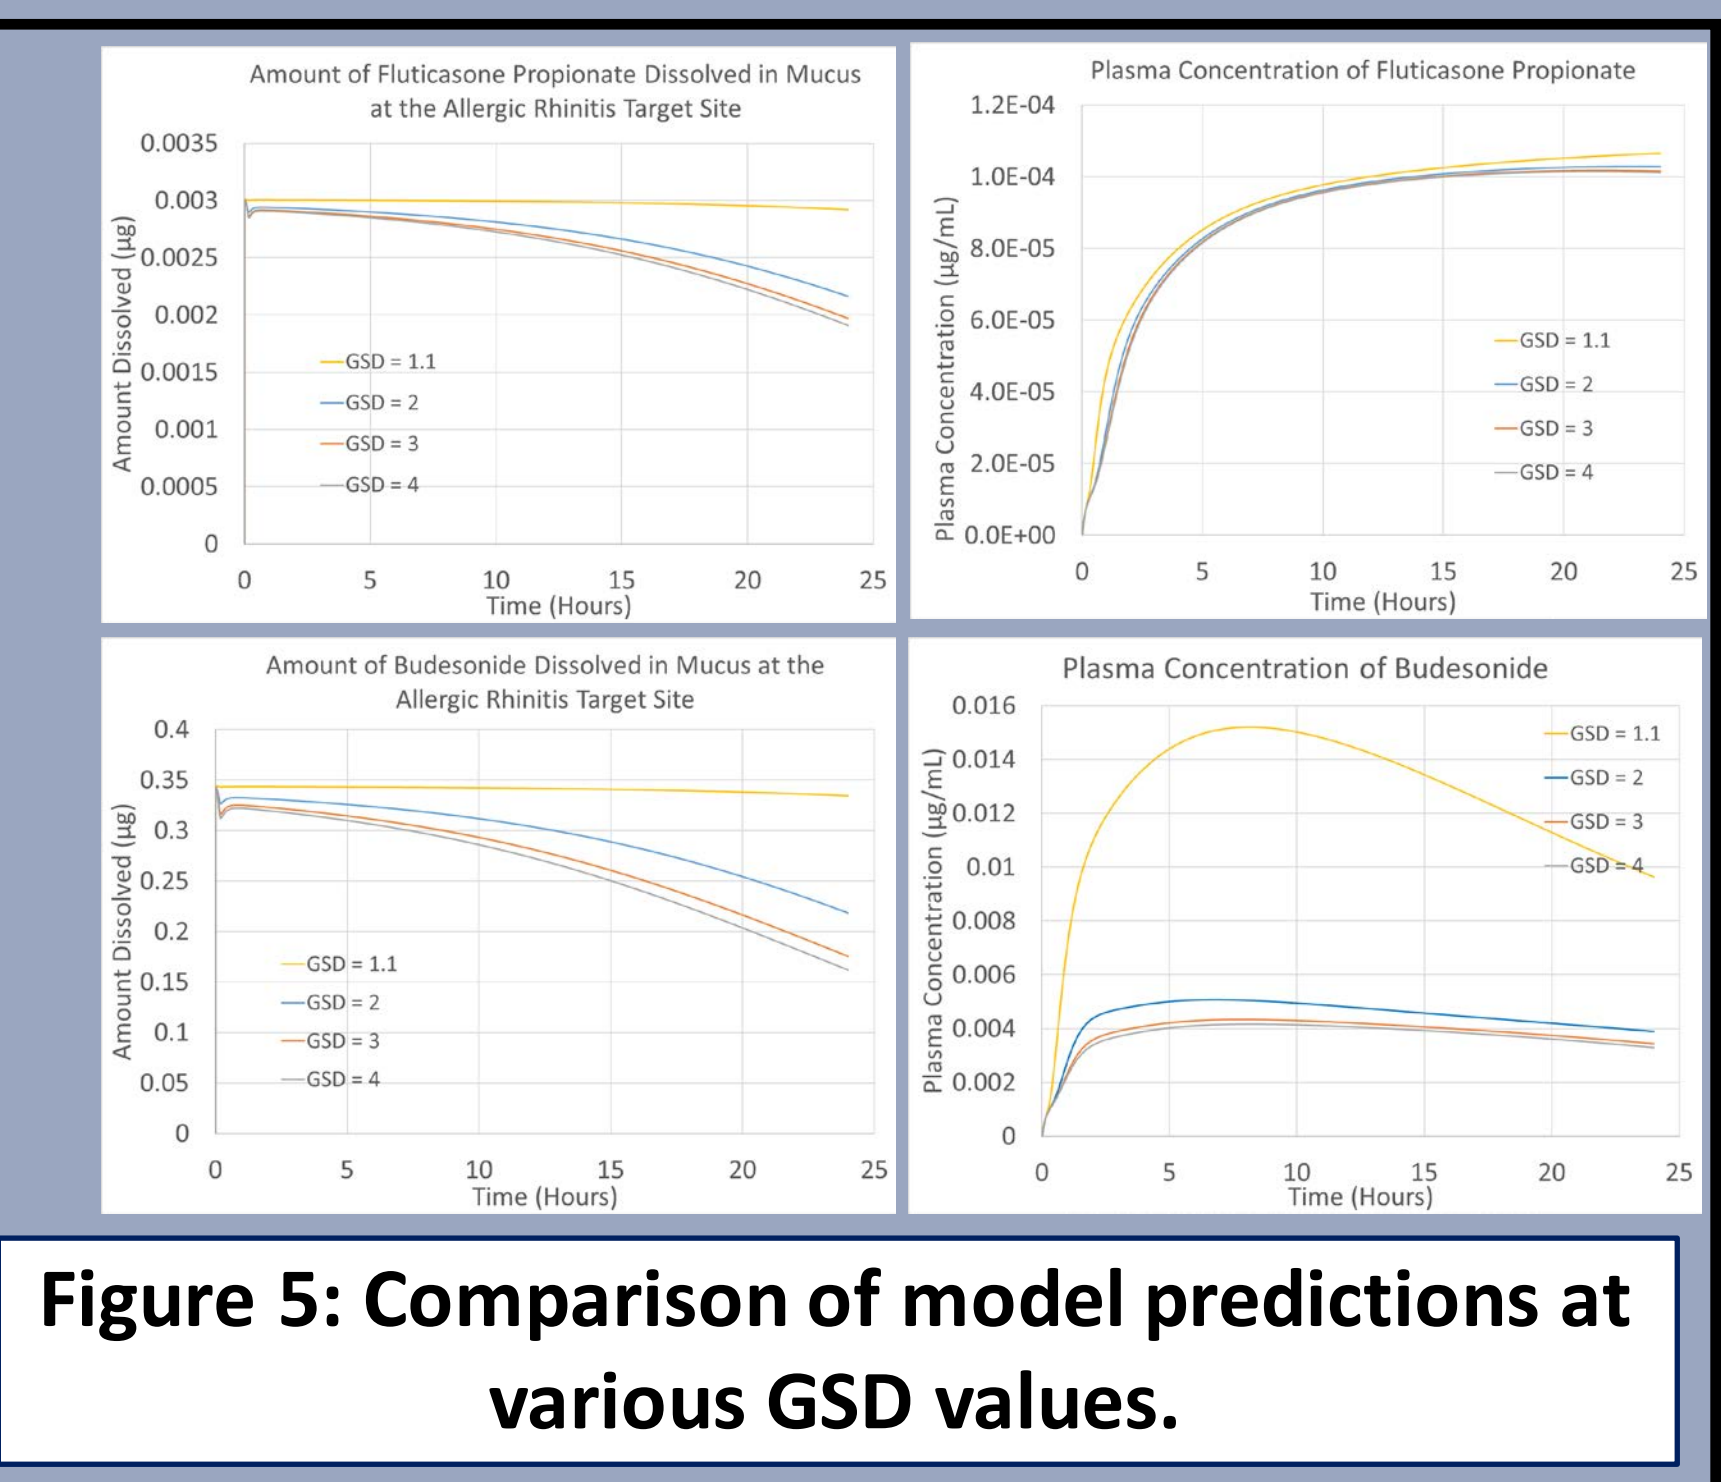 Amount of Fluticasone Propionate Dissolved in Mucus
at the Allergic Rhinitis Target Site
Amount Dissolved (µg)
0.0035
0.003
0.0025
0.002
0.0015
0.001
0.0005
0
GSD = 1.1
GSD = 2
GSD = 3
GSD = 4
0 5 10 15 20 25
Time (Hours)
Plasma Concentration of Fluticasone Propionate
Plasma Concentration (µg/mL)
1.2E-04
1.0E-04
8.0E-05
6.0E-05
4.0E-05
2.0E-05
0.0E+00
GSD = 1.1
GSD = 2
GSD = 3
GSD = 4
0 5 10 15 20 25
Time (Hours)
Amount of Budesonide Dissolved in Mucus at the
Allergic Rhinitis Target Site
Amount Dissolved (µg)
0.4
0.35
0.3
0.25
0.2
0.15
0.1
0.05
0
GSD = 1.1
GSD = 2
GSD = 3
GSD = 4
0 5 10 15 20 25
Time (Hours)
Plasma Concentration of Budesonide
Plasma Concentration (µg/mL)
0.016
0.014
0.012
0.01
0.008
0.006
0.004
0.002
0
GSD = 1.1
GSD = 2
GSD = 3
GSD = 4
0 5 10 15 20 25
Time (Hours)
Figure 5: Comparison of model predictions at
various GSD values.